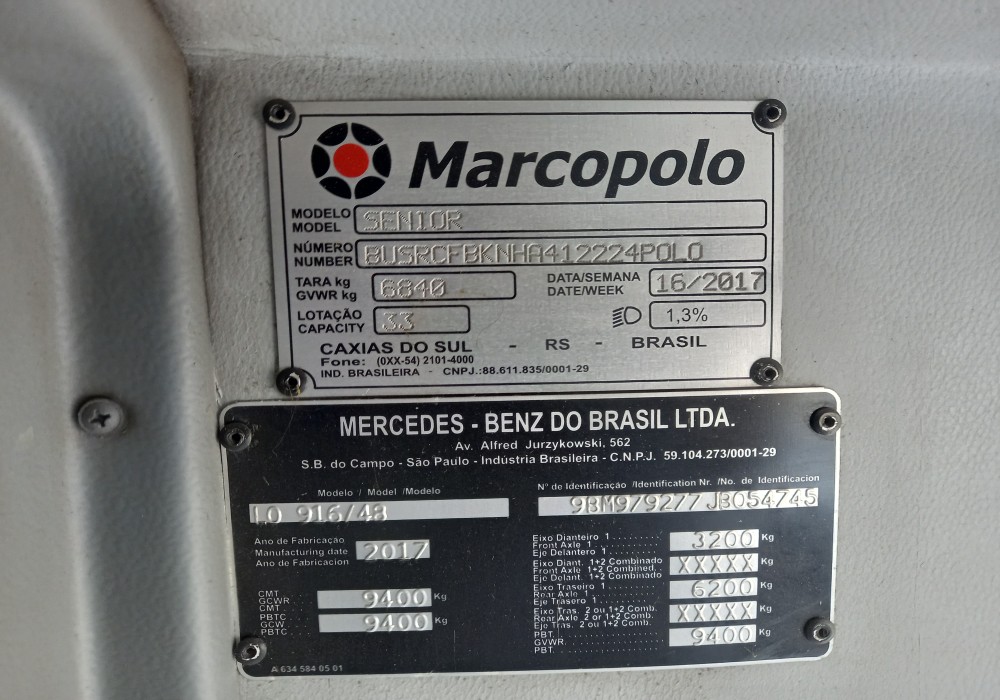 Marcopolo
MODELO SENIOR
MODEL
NÚMERO BUSRCFBKNHA412224POLO
NUMBER
TARA kg 6840 DATA/SEMANA 16/2017
GVWR kg DATE/WEEK
LOTAÇÃO 33 1,3%
CAPACITY
CAXIAS DO SUL - RS - BRASIL
Fone: (0XX-54) 2101-4000
IND. BRASILEIRA - CNPJ.:88.611.835/0001-29
MERCEDES - BENZ DO BRASIL LTDA.
Av. Alfred Jurzykowski, 562
S.B. do Campo - São Paulo - Indústria Brasileira - C.N.P.J. 59.104.273/0001-29
Modelo / Model /Modelo
LO 916/48
N° de Identificação /Identification Nr. /No. de Identificacion
9BM979277JB054745
Ano de Fabricação
Manufacturing date 2017
Ano de Fabricacion
CMT
GCWR 9400 Kg
CMT
PBTC
GCW 9400 Kg
PBTC
Eixo Dianteiro 1
Front Axle 1 3200 Kg
Eje Delantero 1
Eixo Diant. 1+2 Combinado
Front Axle 1+2 Combined XXXXX Kg
Eje Delant. 1+2 Combinado
Eixo Traseiro 1
Rear Axle 1 6200 Kg
Eje Trasero 1
Eixo Tras. 2 ou 1+2 Comb.
Rear Axle 2 or 1+2 Comb. XXXXX Kg
Eje Tras. 2 ou 1+2 Comb.
PBT
GVWR. 9400 Kg
PBT
A 634 584 05 01